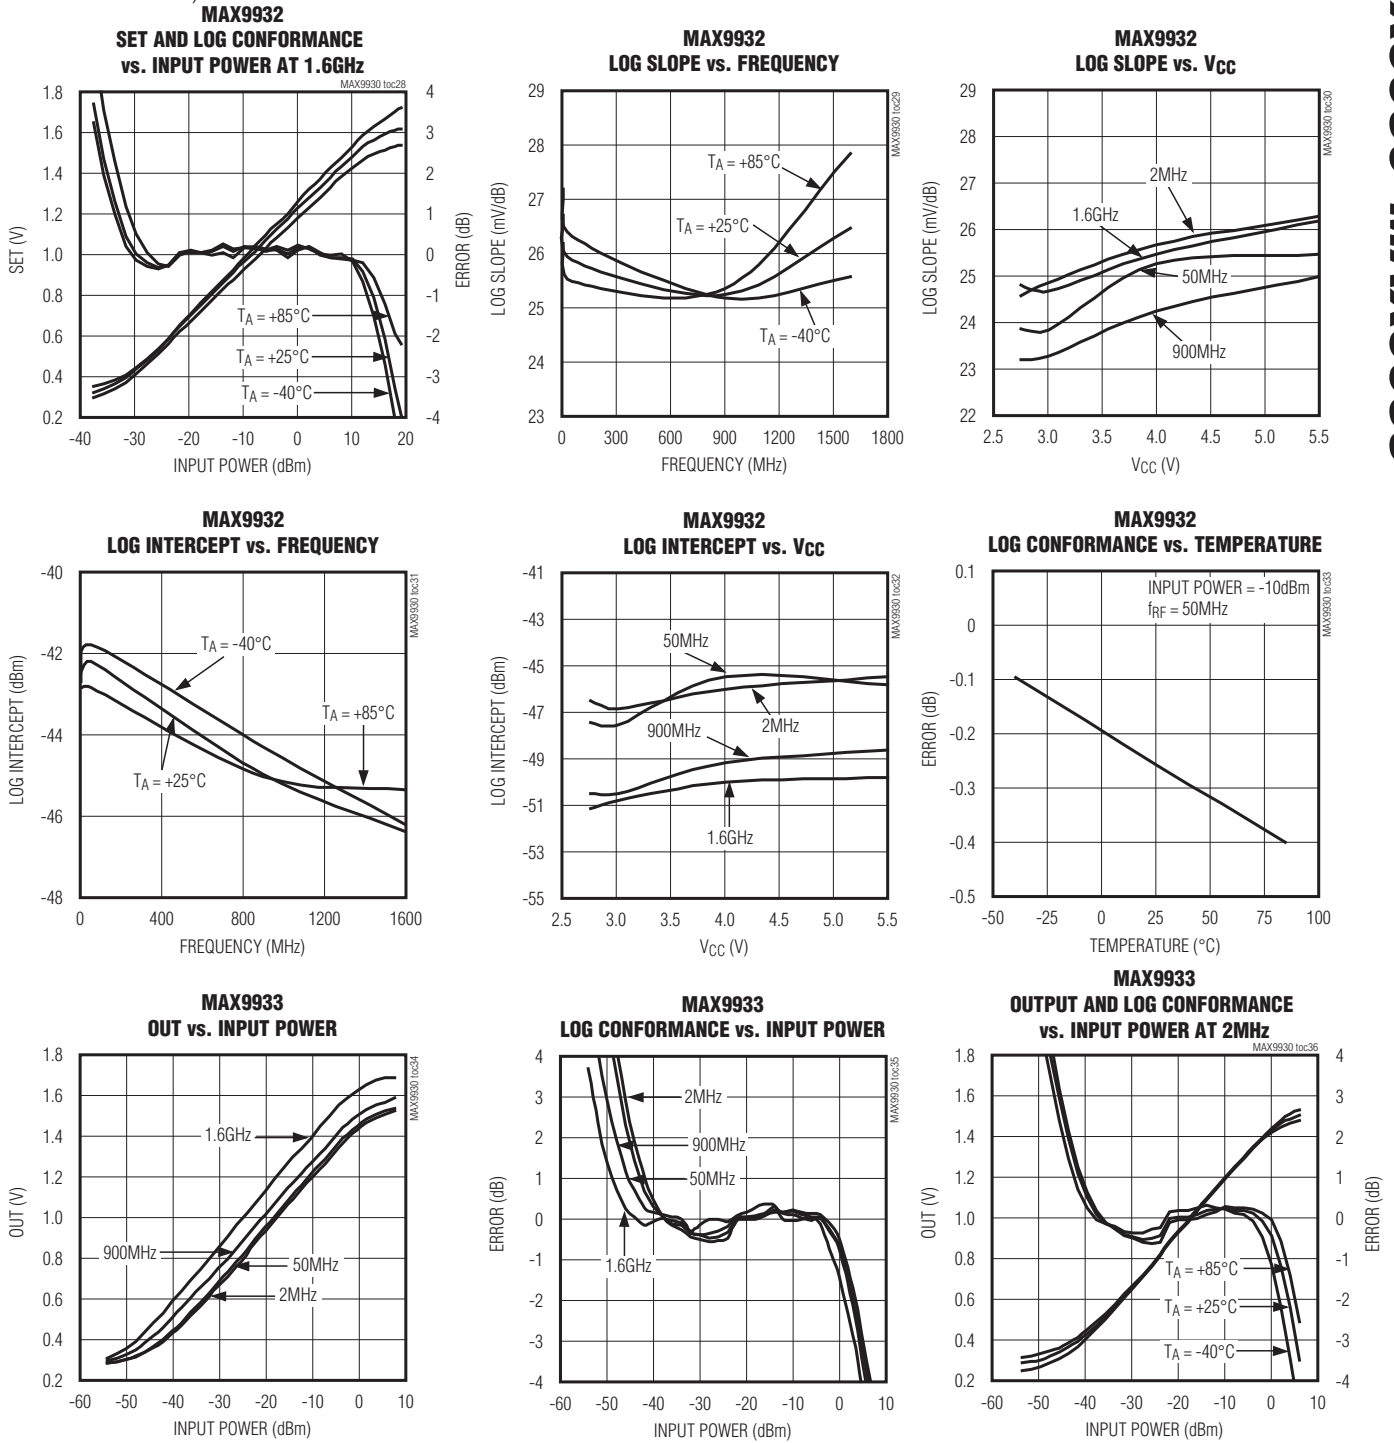 MAX9932
SET AND LOG CONFORMANCE
vs. INPUT POWER AT 1.6GHz
MAX9930 toc28
1.8
1.6
1.4
1.2
1.0
0.8
0.6
0.4
0.2
SET (V)
4
3
2
1
0
-1
-2
-3
-4
ERROR (dB)
TA = +85°C
TA = +25°C
TA = -40°C
-40 -30 -20 -10 0 10 20
INPUT POWER (dBm)
MAX9932
LOG SLOPE vs. FREQUENCY
MAX9930 toc29
29
28
27
26
25
24
23
LOG SLOPE (mV/dB)
TA = +85°C
TA = +25°C
TA = -40°C
0 300 600 900 1200 1500 1800
FREQUENCY (MHz)
MAX9932
LOG SLOPE vs. VCC
MAX9930 toc30
29
28
27
26
25
24
23
22
LOG SLOPE (mV/dB)
2MHz
1.6GHz
50MHz
900MHz
2.5 3.0 3.5 4.0 4.5 5.0 5.5
VCC (V)
MAX9932
LOG INTERCEPT vs. FREQUENCY
MAX9930 toc31
-40
-42
-44
-46
-48
LOG INTERCEPT (dBm)
TA = -40°C
TA = +85°C
TA = +25°C
0 400 800 1200 1600
FREQUENCY (MHz)
MAX9932
LOG INTERCEPT vs. VCC
MAX9930 toc32
-41
-43
-45
-47
-49
-51
-53
-55
LOG INTERCEPT (dBm)
50MHz
2MHz
900MHz
1.6GHz
2.5 3.0 3.5 4.0 4.5 5.0 5.5
VCC (V)
MAX9932
LOG CONFORMANCE vs. TEMPERATURE
MAX9930 toc33
0.1
0
-0.1
-0.2
-0.3
-0.4
-0.5
ERROR (dB)
INPUT POWER = -10dBm
fRF = 50MHz
-50 -25 0 25 50 75 100
TEMPERATURE (°C)
MAX9933
OUT vs. INPUT POWER
MAX9930 toc34
1.8
1.6
1.4
1.2
1.0
0.8
0.6
0.4
0.2
OUT (V)
1.6GHz
900MHz
50MHz
2MHz
-60 -50 -40 -30 -20 -10 0 10
INPUT POWER (dBm)
MAX9933
LOG CONFORMANCE vs. INPUT POWER
MAX9930 toc35
4
3
2
1
0
-1
-2
-3
-4
ERROR (dB)
2MHz
900MHz
50MHz
1.6GHz
-60 -50 -40 -30 -20 -10 0 10
INPUT POWER (dBm)
MAX9933
OUTPUT AND LOG CONFORMANCE
vs. INPUT POWER AT 2MHz
MAX9930 toc36
1.8
1.6
1.4
1.2
1.0
0.8
0.6
0.4
0.2
OUT (V)
4
3
2
1
0
-1
-2
-3
-4
ERROR (dB)
TA = +85°C
TA = +25°C
TA = -40°C
-60 -50 -40 -30 -20 -10 0 10
INPUT POWER (dBm)